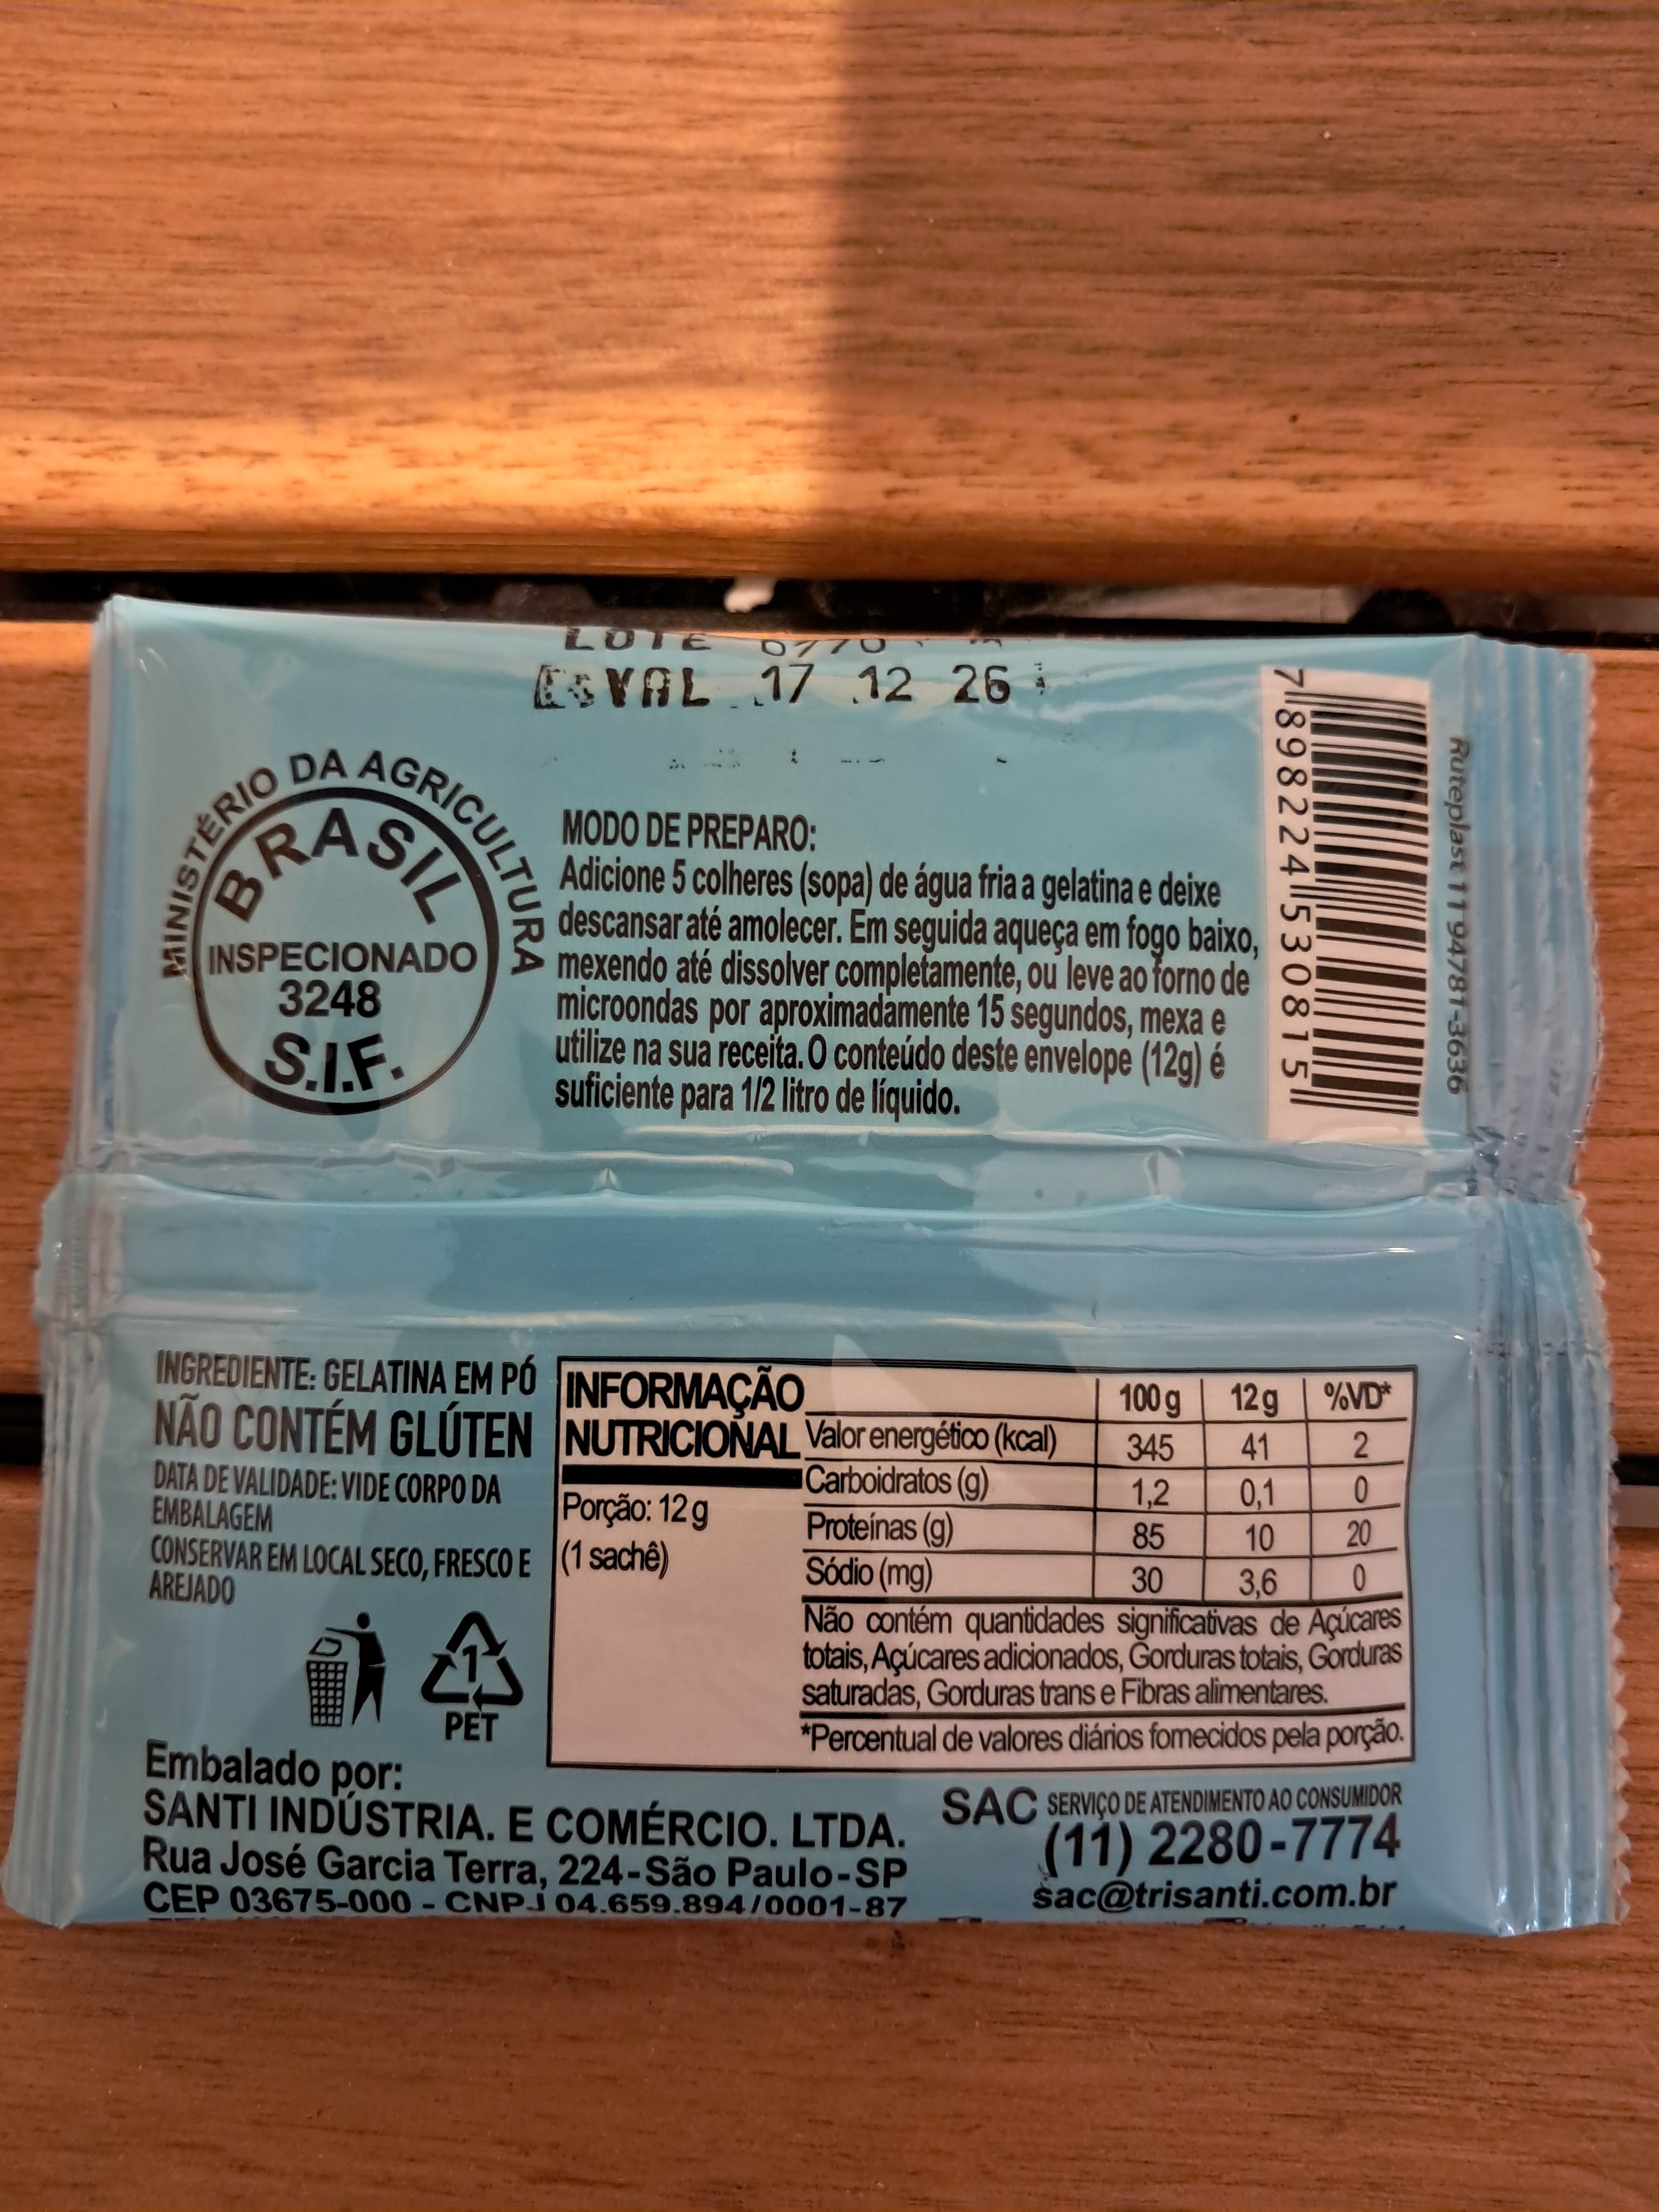 LOTE
VAL 17 12 26
MINISTÉRIO DA AGRICULTURA
BRASIL
INSPECIONADO
3248
S.I.F.
MODO DE PREPARO:
Adicione 5 colheres (sopa) de água fria a gelatina e deixe
descansar até amolecer. Em seguida aqueça em fogo baixo,
mexendo até dissolver completamente, ou leve ao forno de
microondas por aproximadamente 15 segundos, mexa e
utilize na sua receita. O conteúdo deste envelope (12g) é
suficiente para 1/2 litro de líquido.
7 898224 530815
Ruteplast 11 94781-3636
INGREDIENTE: GELATINA EM PÓ
NÃO CONTÉM GLÚTEN
DATA DE VALIDADE: VIDE CORPO DA
EMBALAGEM
CONSERVAR EM LOCAL SECO, FRESCO E
AREJADO
1
PET
INFORMAÇÃO
NUTRICIONAL
Porção: 12 g
(1 sachê)
100 g 12 g %VD*
Valor energético (kcal) 345 41 2
Carboidratos (g) 1,2 0,1 0
Proteínas (g) 85 10 20
Sódio (mg) 30 3,6 0
Não contém quantidades significativas de Açúcares
totais, Açúcares adicionados, Gorduras totais, Gorduras
saturadas, Gorduras trans e Fibras alimentares.
*Percentual de valores diários fornecidos pela porção.
Embalado por:
SANTI INDÚSTRIA. E COMÉRCIO. LTDA.
Rua José Garcia Terra, 224-São Paulo-SP
CEP 03675-000 - CNPJ 04.659.894/0001-87
SAC SERVIÇO DE ATENDIMENTO AO CONSUMIDOR
(11) 2280-7774
sac@trisanti.com.br